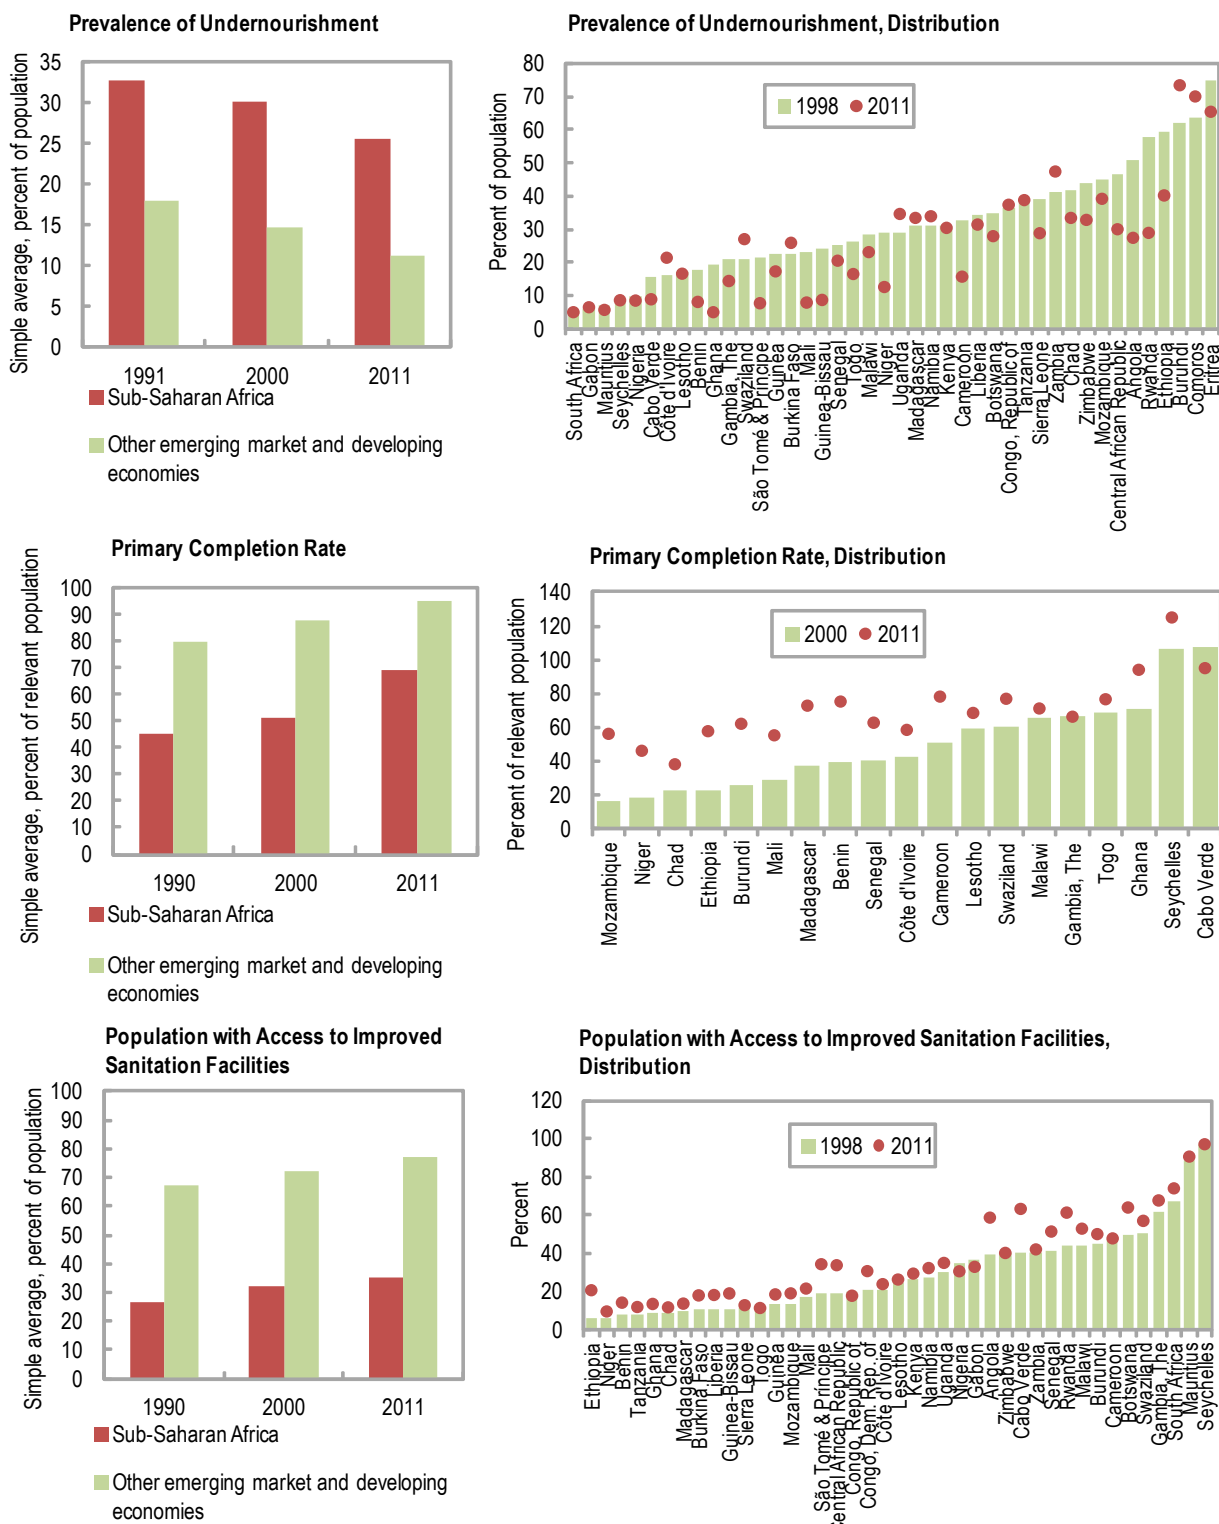 Prevalence of Undernourishment
Simple average, percent of population
35
30
25
20
15
10
5
0
1991
2000
2011
Sub-Saharan Africa
Other emerging market and developing
economies
Prevalence of Undernourishment, Distribution
Percent of population
80
70
60
50
40
30
20
10
0
1998
2011
South Africa
Gabon
Mauritius
Seychelles
Nigeria
Cabo Verde
Côte d'Ivoire
Lesotho
Benin
Ghana
Gambia, The
Swaziland
São Tomé & Príncipe
Guinea
Burkina Faso
Mali
Guinea-Bissau
Senegal
Togo
Malawi
Niger
Uganda
Madagascar
Namibia
Kenya
Cameroon
Liberia
Botswana
Congo, Republic of
Tanzania
Sierra Leone
Zambia
Chad
Zimbabwe
Mozambique
Central African Republic
Angola
Rwanda
Ethiopia
Burundi
Comoros
Eritrea
Primary Completion Rate
Simple average, percent of relevant population
100
90
80
70
60
50
40
30
20
10
0
1990
2000
2011
Sub-Saharan Africa
Other emerging market and developing
economies
Primary Completion Rate, Distribution
Percent of relevant population
140
120
100
80
60
40
20
0
2000
2011
Mozambique
Niger
Chad
Ethiopia
Burundi
Mali
Madagascar
Benin
Senegal
Côte d'Ivoire
Cameroon
Lesotho
Swaziland
Malawi
Gambia, The
Togo
Ghana
Seychelles
Cabo Verde
Population with Access to Improved
Sanitation Facilities
Simple average, percent of population
100
90
80
70
60
50
40
30
20
10
0
1990
2000
2011
Sub-Saharan Africa
Other emerging market and developing
economies
Population with Access to Improved Sanitation Facilities,
Distribution
Percent
120
100
80
60
40
20
0
1998
2011
Ethiopia
Niger
Benin
Tanzania
Ghana
Chad
Madagascar
Burkina Faso
Liberia
Guinea-Bissau
Sierra Leone
Togo
Guinea
Mozambique
Mali
São Tomé & Príncipe
Central African Republic
Congo, Republic of
Congo, Dem. Rep. of
Côte d'Ivoire
Lesotho
Kenya
Namibia
Uganda
Nigeria
Gabon
Angola
Zimbabwe
Cabo Verde
Zambia
Senegal
Rwanda
Malawi
Burundi
Cameroon
Botswana
Swaziland
Gambia, The
South Africa
Mauritius
Seychelles